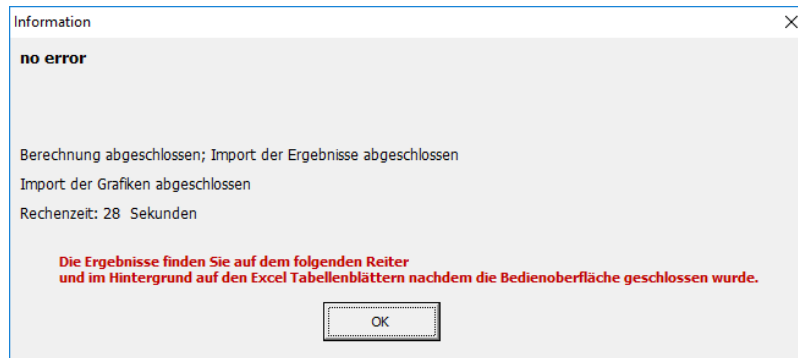 Information
no error
Berechnung abgeschlossen; Import der Ergebnisse abgeschlossen
Import der Grafiken abgeschlossen
Rechenzeit: 28 Sekunden
Die Ergebnisse finden Sie auf dem folgenden Reiter
und im Hintergrund auf den Excel Tabellenblättern nachdem die Bedienoberfläche geschlossen wurde.
OK